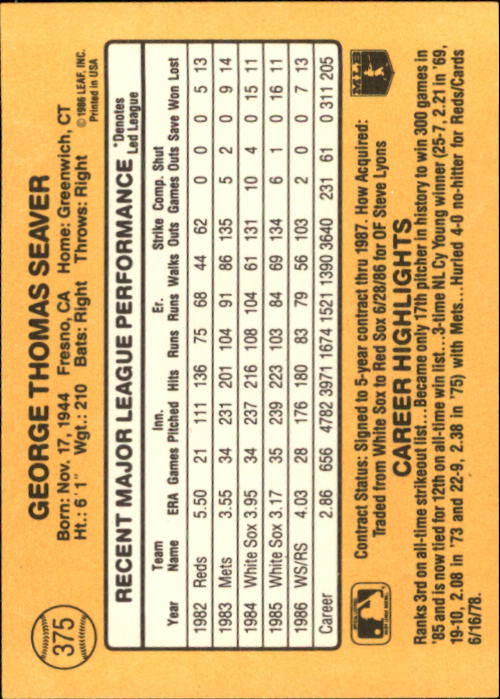 375
GEORGE THOMAS SEAVER
Born: Nov. 17, 1944 Fresno, CA Home: Greenwich, CT
Ht.: 6'1" Wgt.: 210 Bats: Right Throws: Right
© 1986 LEAF, INC.
Printed in USA
RECENT MAJOR LEAGUE PERFORMANCE
*Denotes
Led League
Team Inn. Er. Strike Comp. Shut
Year Name ERA Games Pitched Hits Runs Runs Walks Outs Games Outs Save Won Lost
1982 Reds 5.50 21 111 136 75 68 44 62 0 0 0 5 13
1983 Mets 3.55 34 231 201 104 91 86 135 5 2 0 9 14
1984 White Sox 3.95 34 237 216 108 104 61 131 10 4 0 15 11
1985 White Sox 3.17 35 239 223 103 84 69 134 6 1 0 16 11
1986 WS/RS 4.03 28 176 180 83 79 56 103 2 0 0 7 13
Career 2.86 656 4782 3971 1674 1521 1390 3640 231 61 0 311 205
Contract Status: Signed to 5-year contract thru 1987. How Acquired:
Traded from White Sox to Red Sox 6/28/86 for OF Steve Lyons
MLB
CAREER HIGHLIGHTS
Ranks 3rd on all-time strikeout list...Became only 17th pitcher in history to win 300 games in
'85 and is now tied for 12th on all-time win list...3-time NL Cy Young winner (25-7, 2.21 in '69,
19-10, 2.08 in '73 and 22-9, 2.38 in '75) with Mets...Hurled 4-0 no-hitter for Reds/Cards
6/16/78.